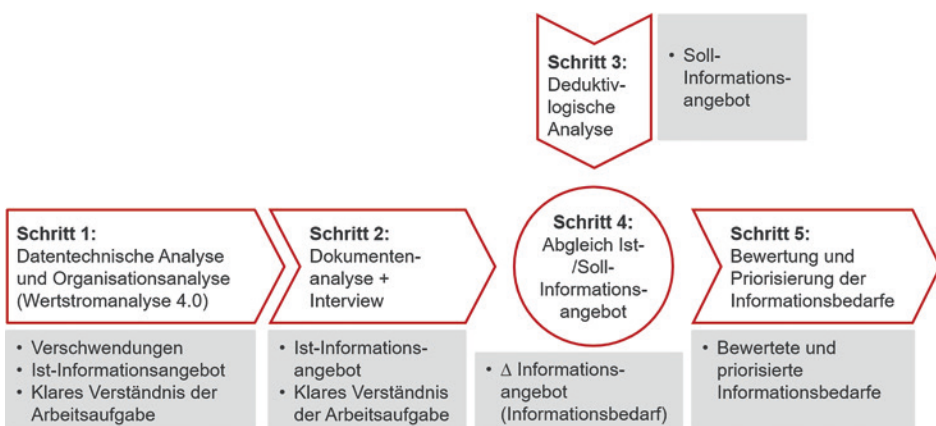 Schritt 3:
Deduktiv-
logische
Analyse
• Soll-
Informations-
angebot
Schritt 1:
Datentechnische Analyse
und Organisationsanalyse
(Wertstromanalyse 4.0)
• Verschwendungen
• Ist-Informationsangebot
• Klares Verständnis der
Arbeitsaufgabe
Schritt 2:
Dokumenten-
analyse +
Interview
• Ist-Informations-
angebot
• Klares Verständnis
der Arbeitsaufgabe
Schritt 4:
Abgleich Ist-
/Soll-
Informations-
angebot
• Δ Informations-
angebot
(Informationsbedarf)
Schritt 5:
Bewertung und
Priorisierung der
Informationsbedarfe
• Bewertete und
priorisierte
Informationsbedarfe